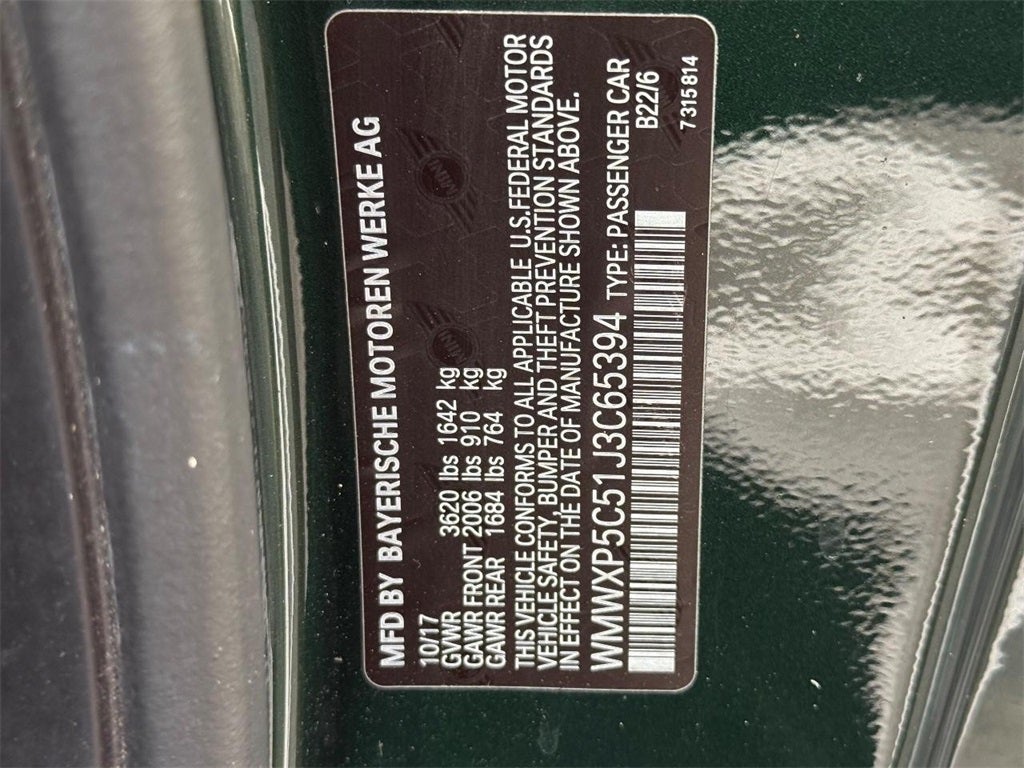 MFD BY BAYERISCHE MOTOREN WERKE AG
10/17
GVWR 3620 lbs 1642 kg
GAWR FRONT 2006 lbs 910 kg
GAWR REAR 1684 lbs 764 kg
THIS VEHICLE CONFORMS TO ALL APPLICABLE U.S. FEDERAL MOTOR
VEHICLE SAFETY, BUMPER AND THEFT PREVENTION STANDARDS
IN EFFECT ON THE DATE OF MANUFACTURE SHOWN ABOVE.
WMWXP5C51J3C65394 TYPE: PASSENGER CAR
B22/6
7315814
MINI
MINI